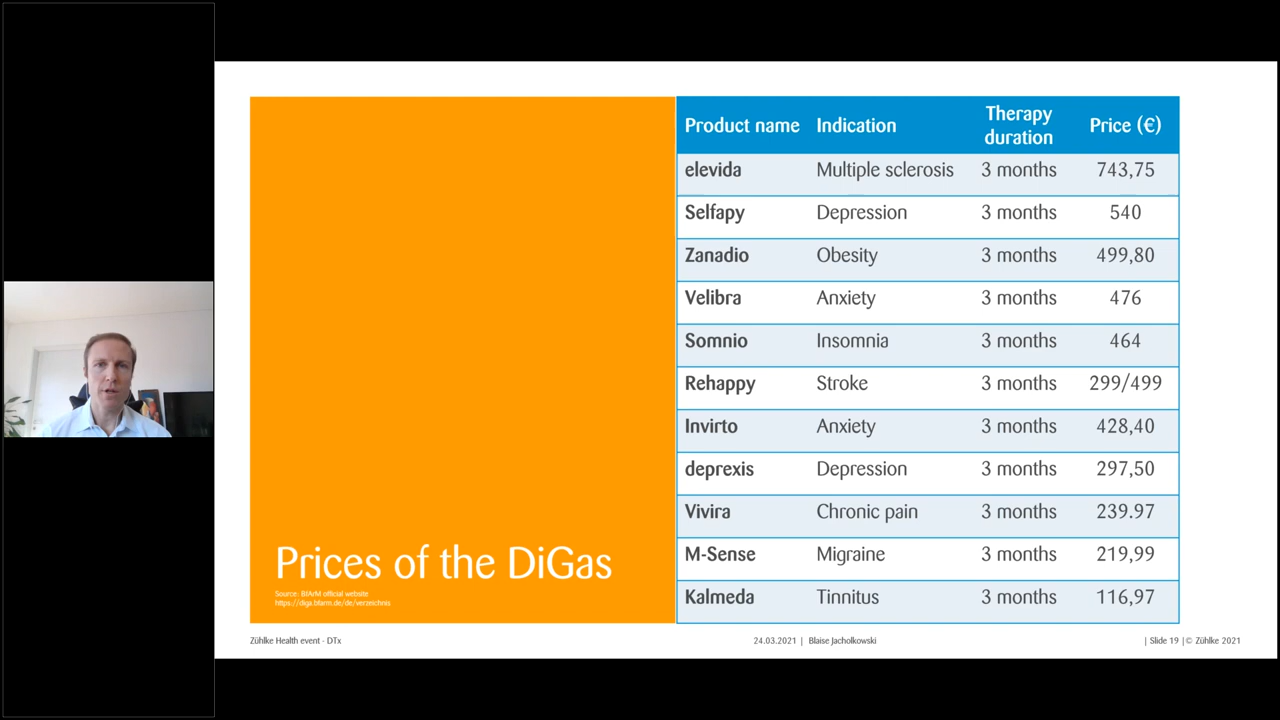 Prices of the DiGas
Source: BfArM official website
https://diga.bfarm.de/de/verzeichnis
Product name Indication Therapy duration Price (€)
elevida Multiple sclerosis 3 months 743,75
Selfapy Depression 3 months 540
Zanadio Obesity 3 months 499,80
Velibra Anxiety 3 months 476
Somnio Insomnia 3 months 464
Rehappy Stroke 3 months 299/499
Invirto Anxiety 3 months 428,40
deprexis Depression 3 months 297,50
Vivira Chronic pain 3 months 239.97
M-Sense Migraine 3 months 219,99
Kalmeda Tinnitus 3 months 116,97
Zühlke Health event - DTx 24.03.2021 | Blaise Jacholkowski | Slide 19 | © Zühlke 2021